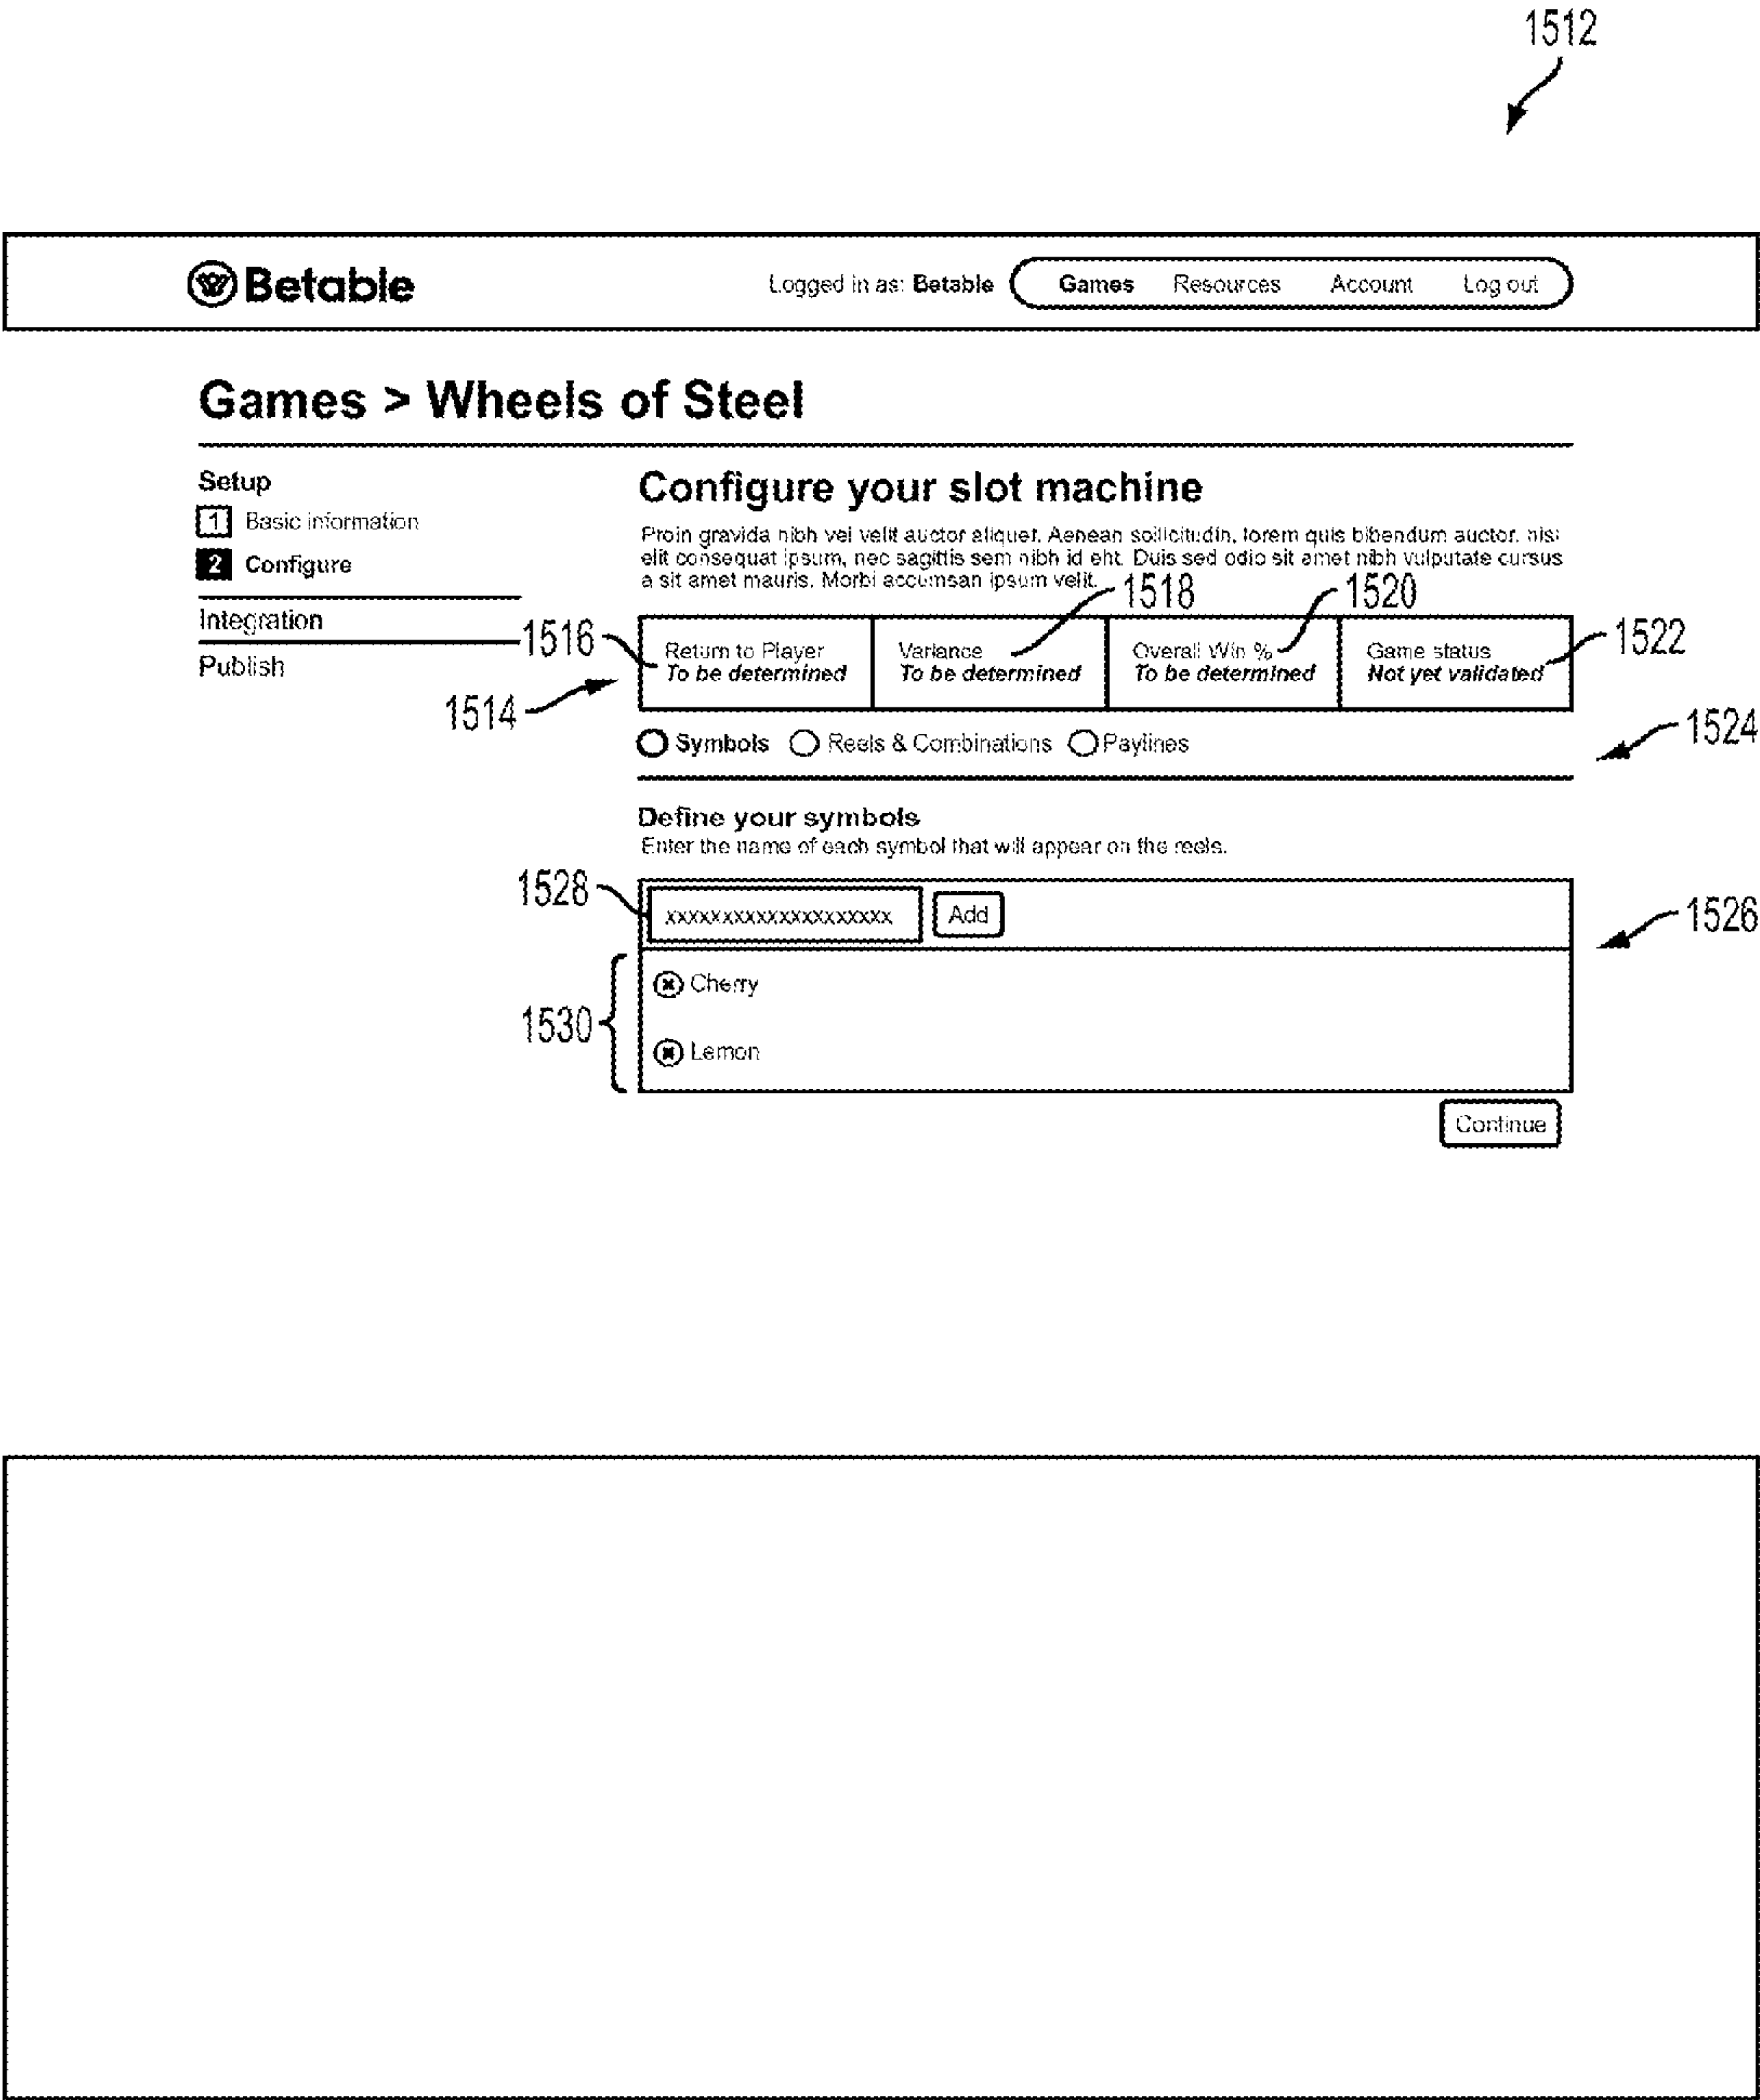 1512
Betable
Logged in as: Betable Games Resources Account Log out
Games > Wheels of Steel
Setup
1 Basic information
2 Configure
Integration
Publish
Configure your slot machine
Proin gravida nibh vel velit auctor aliquet. Aenean sollicitudin, lorem quis bibendum auctor, nisi
elit consequat ipsum, nec sagittis sem nibh id elit. Duis sed odio sit amet nibh vulputate cursus
a sit amet mauris. Morbi accumsan ipsum velit.
1518 1520
1516 1522
Return to Player Variance Overall Win % Game status
To be determined To be determined To be determined Not yet validated
1514
1524
Symbols Reels & Combinations Paylines
Define your symbols
Enter the name of each symbol that will appear on the reels.
1528
xxxxxxxxxxxxxxxxxxxx Add
1526
Cherry
1530
Lemon
Continue